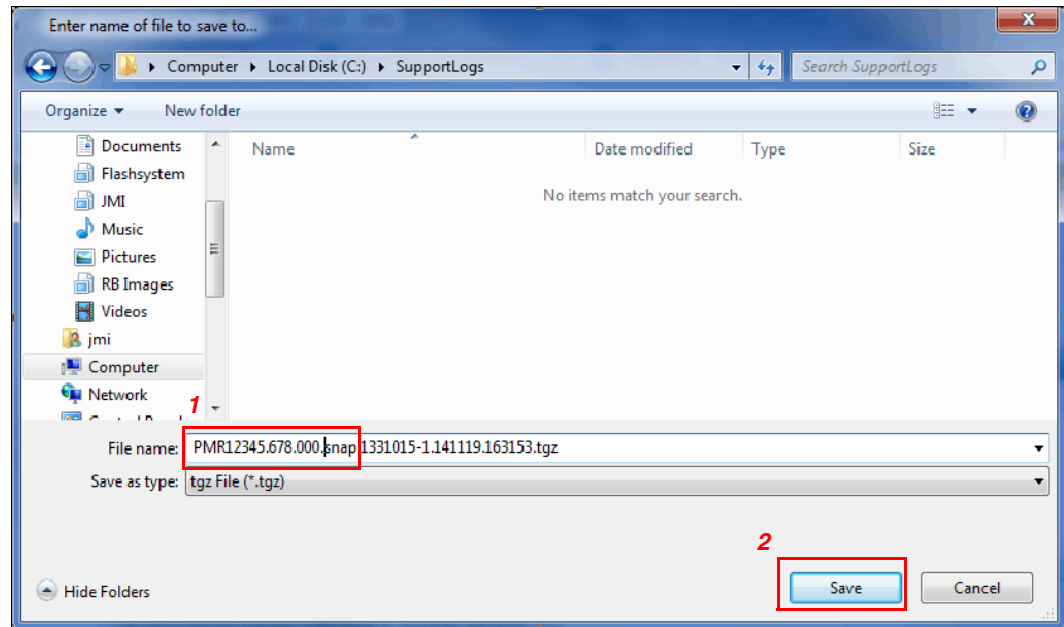 Enter name of file to save to...
Computer Local Disk (C:) SupportLogs
Search SupportLogs
Organize New folder
Name Date modified Type Size
No items match your search.
Documents
Flashsystem
JMI
Music
Pictures
RB Images
Videos
jmi
Computer
Network
1
File name: PMR12345.678.000.snap.1331015-1.141119.163153.tgz
Save as type: tgz File (*.tgz)
2
Hide Folders
Save Cancel